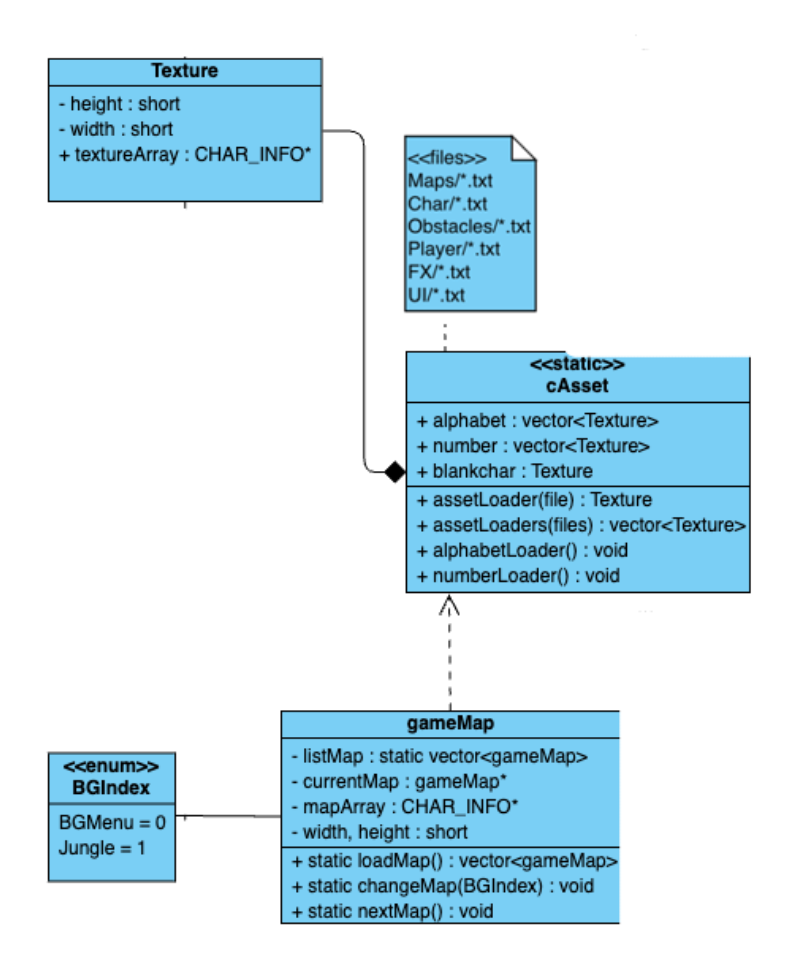 Texture
- height : short
- width : short
+ textureArray : CHAR_INFO*
<<files>>
Maps/*.txt
Char/*.txt
Obstacles/*.txt
Player/*.txt
FX/*.txt
UI/*.txt
<<static>>
cAsset
+ alphabet : vector<Texture>
+ number : vector<Texture>
+ blankchar : Texture
+ assetLoader(file) : Texture
+ assetLoaders(files) : vector<Texture>
+ alphabetLoader() : void
+ numberLoader() : void
gameMap
- listMap : static vector<gameMap>
- currentMap : gameMap*
- mapArray : CHAR_INFO*
- width, height : short
+ static loadMap() : vector<gameMap>
+ static changeMap(BGIndex) : void
+ static nextMap() : void
<<enum>>
BGIndex
BGMenu = 0
Jungle = 1